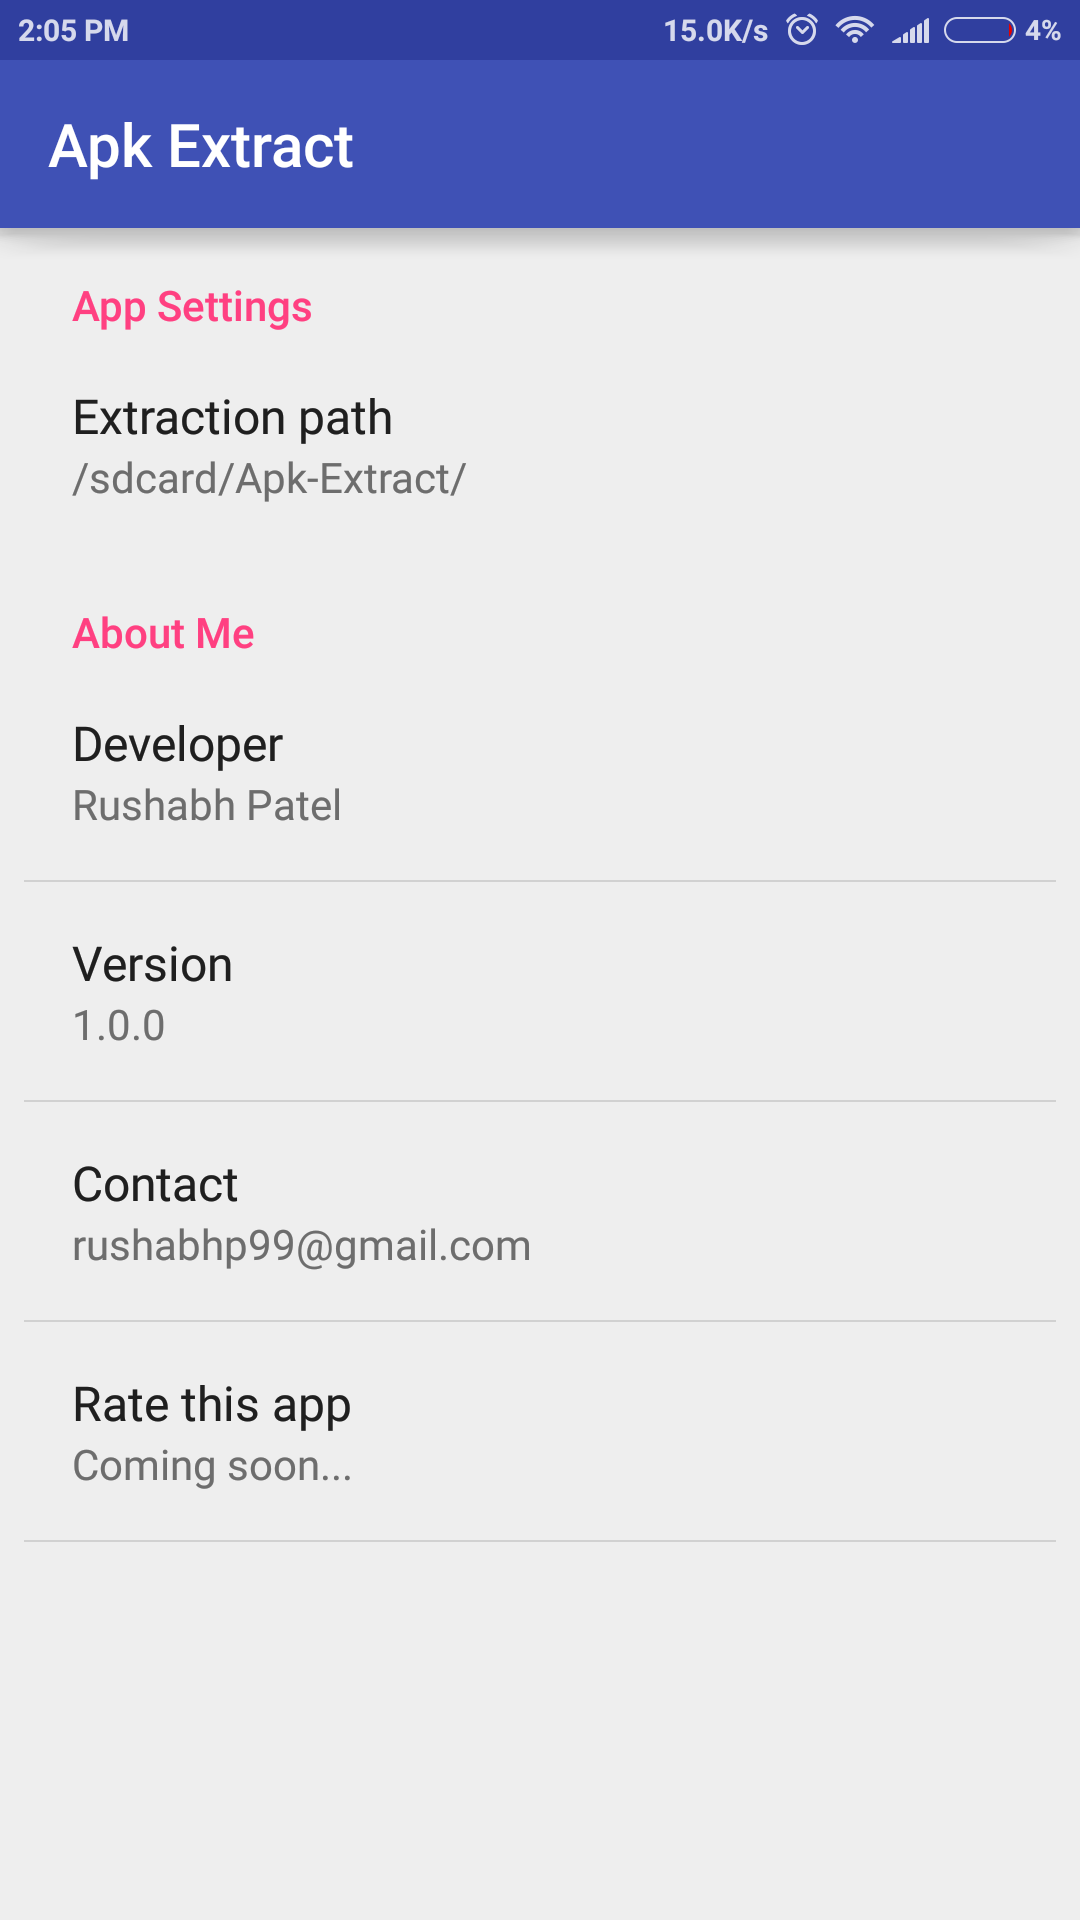 2:05 PM 15.0K/s 4%
Apk Extract
App Settings
Extraction path
/sdcard/Apk-Extract/
About Me
Developer
Rushabh Patel
Version
1.0.0
Contact
rushabhp99@gmail.com
Rate this app
Coming soon...